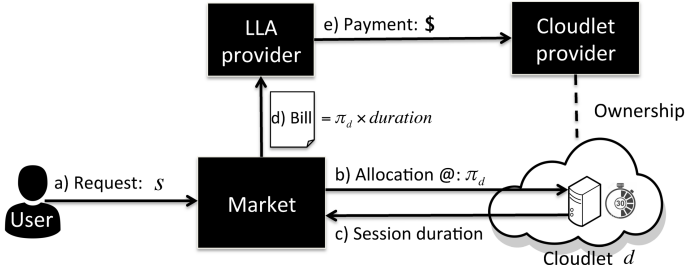 LLA
provider
e) Payment: $
Cloudlet
provider
d) Bill = π_d × duration
Ownership
a) Request: s
User
Market
b) Allocation @: π_d
30
c) Session duration
Cloudlet d